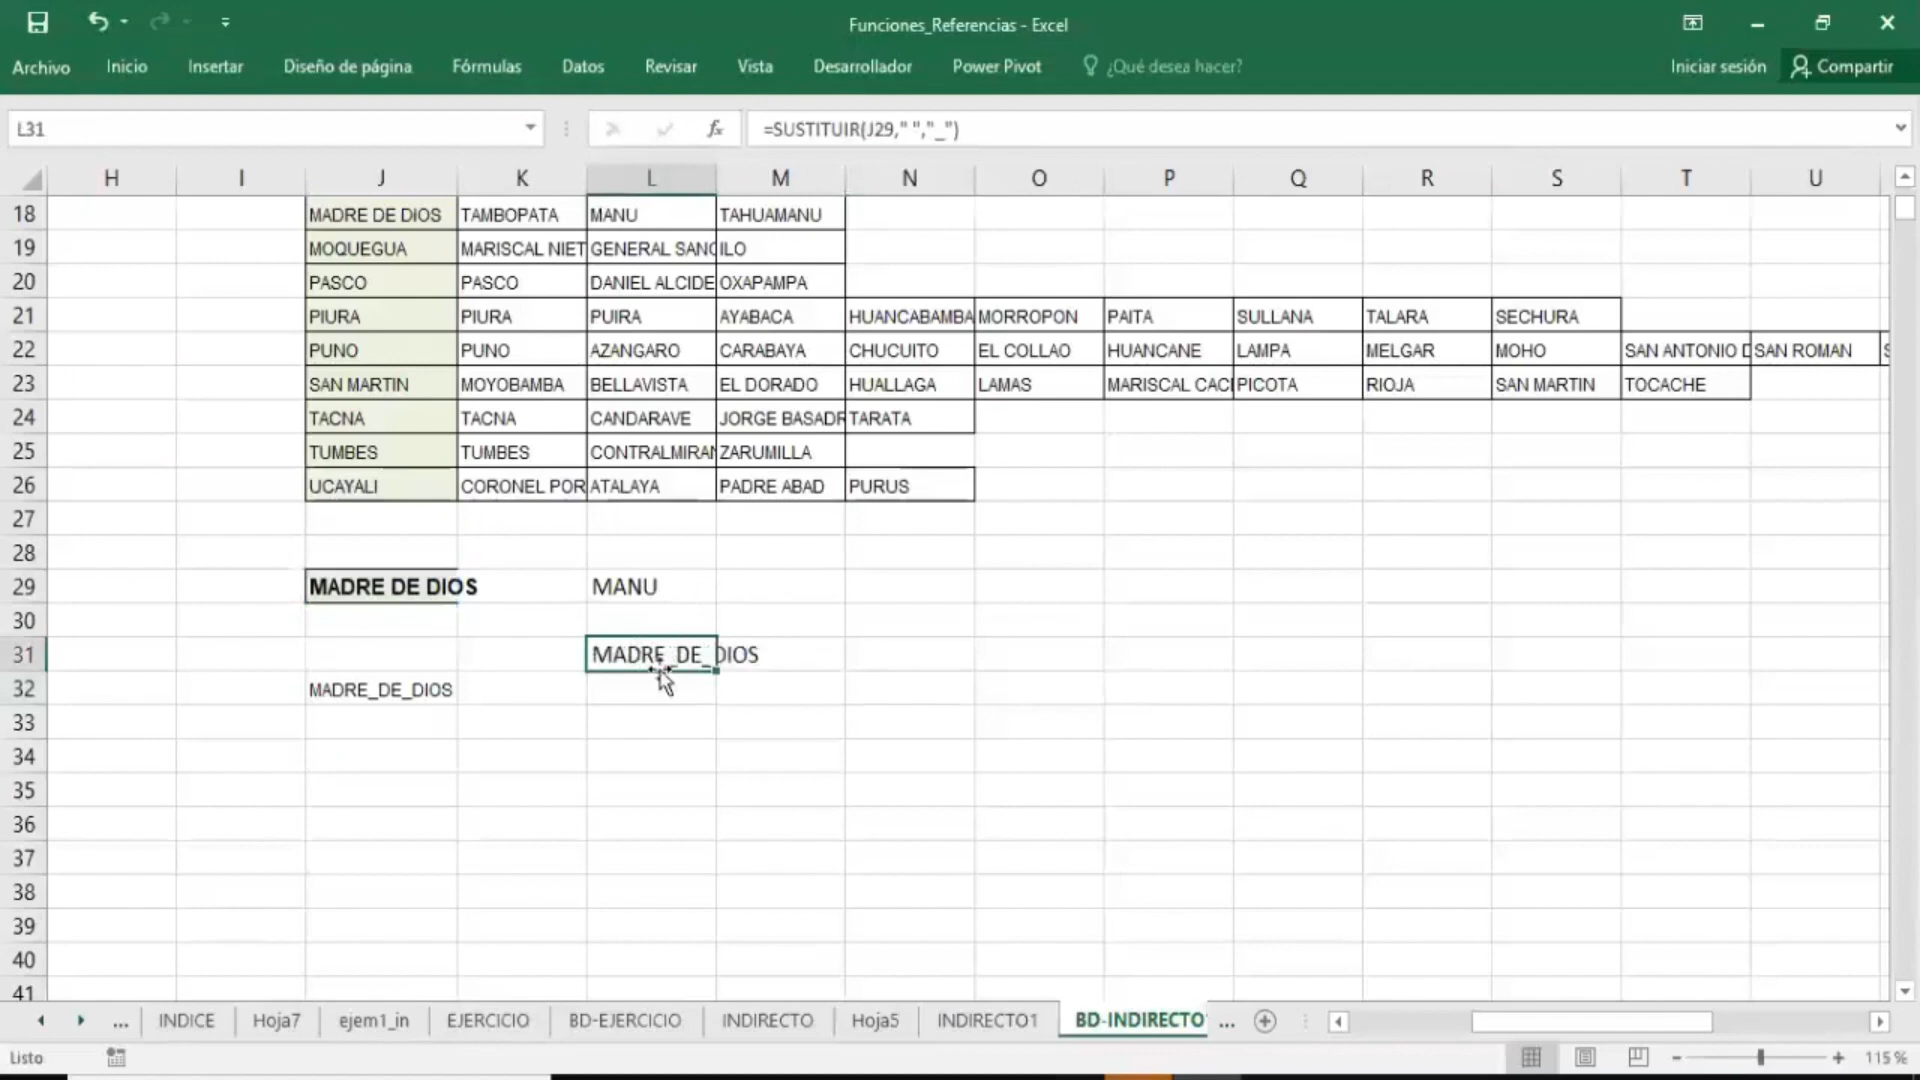 Funciones_Referencias - Excel
Archivo Inicio Insertar Diseño de página Fórmulas Datos Revisar Vista Desarrollador Power Pivot ¿Qué desea hacer? Iniciar sesión Compartir
L31 fx =SUSTITUIR(J29," ","_")
H I J K L M N O P Q R S T U
18 MADRE DE DIOS TAMBOPATA MANU TAHUAMANU
19 MOQUEGUA MARISCAL NIET GENERAL SANC ILO
20 PASCO PASCO DANIEL ALCIDE OXAPAMPA
21 PIURA PIURA PUIRA AYABACA HUANCABAMBA MORROPON PAITA SULLANA TALARA SECHURA
22 PUNO PUNO AZANGARO CARABAYA CHUCUITO EL COLLAO HUANCANE LAMPA MELGAR MOHO SAN ANTONIO D SAN ROMAN S
23 SAN MARTIN MOYOBAMBA BELLAVISTA EL DORADO HUALLAGA LAMAS MARISCAL CACI PICOTA RIOJA SAN MARTIN TOCACHE
24 TACNA TACNA CANDARAVE JORGE BASADR TARATA
25 TUMBES TUMBES CONTRALMIRAN ZARUMILLA
26 UCAYALI CORONEL POR ATALAYA PADRE ABAD PURUS
27
28
29 MADRE DE DIOS MANU
30
31 MADRE_DE_DIOS
32 MADRE_DE_DIOS
33
34
35
36
37
38
39
40
41
... INDICE Hoja7 ejem1_in EJERCICIO BD-EJERCICIO INDIRECTO Hoja5 INDIRECTO1 BD-INDIRECTO ...
Listo 115 %